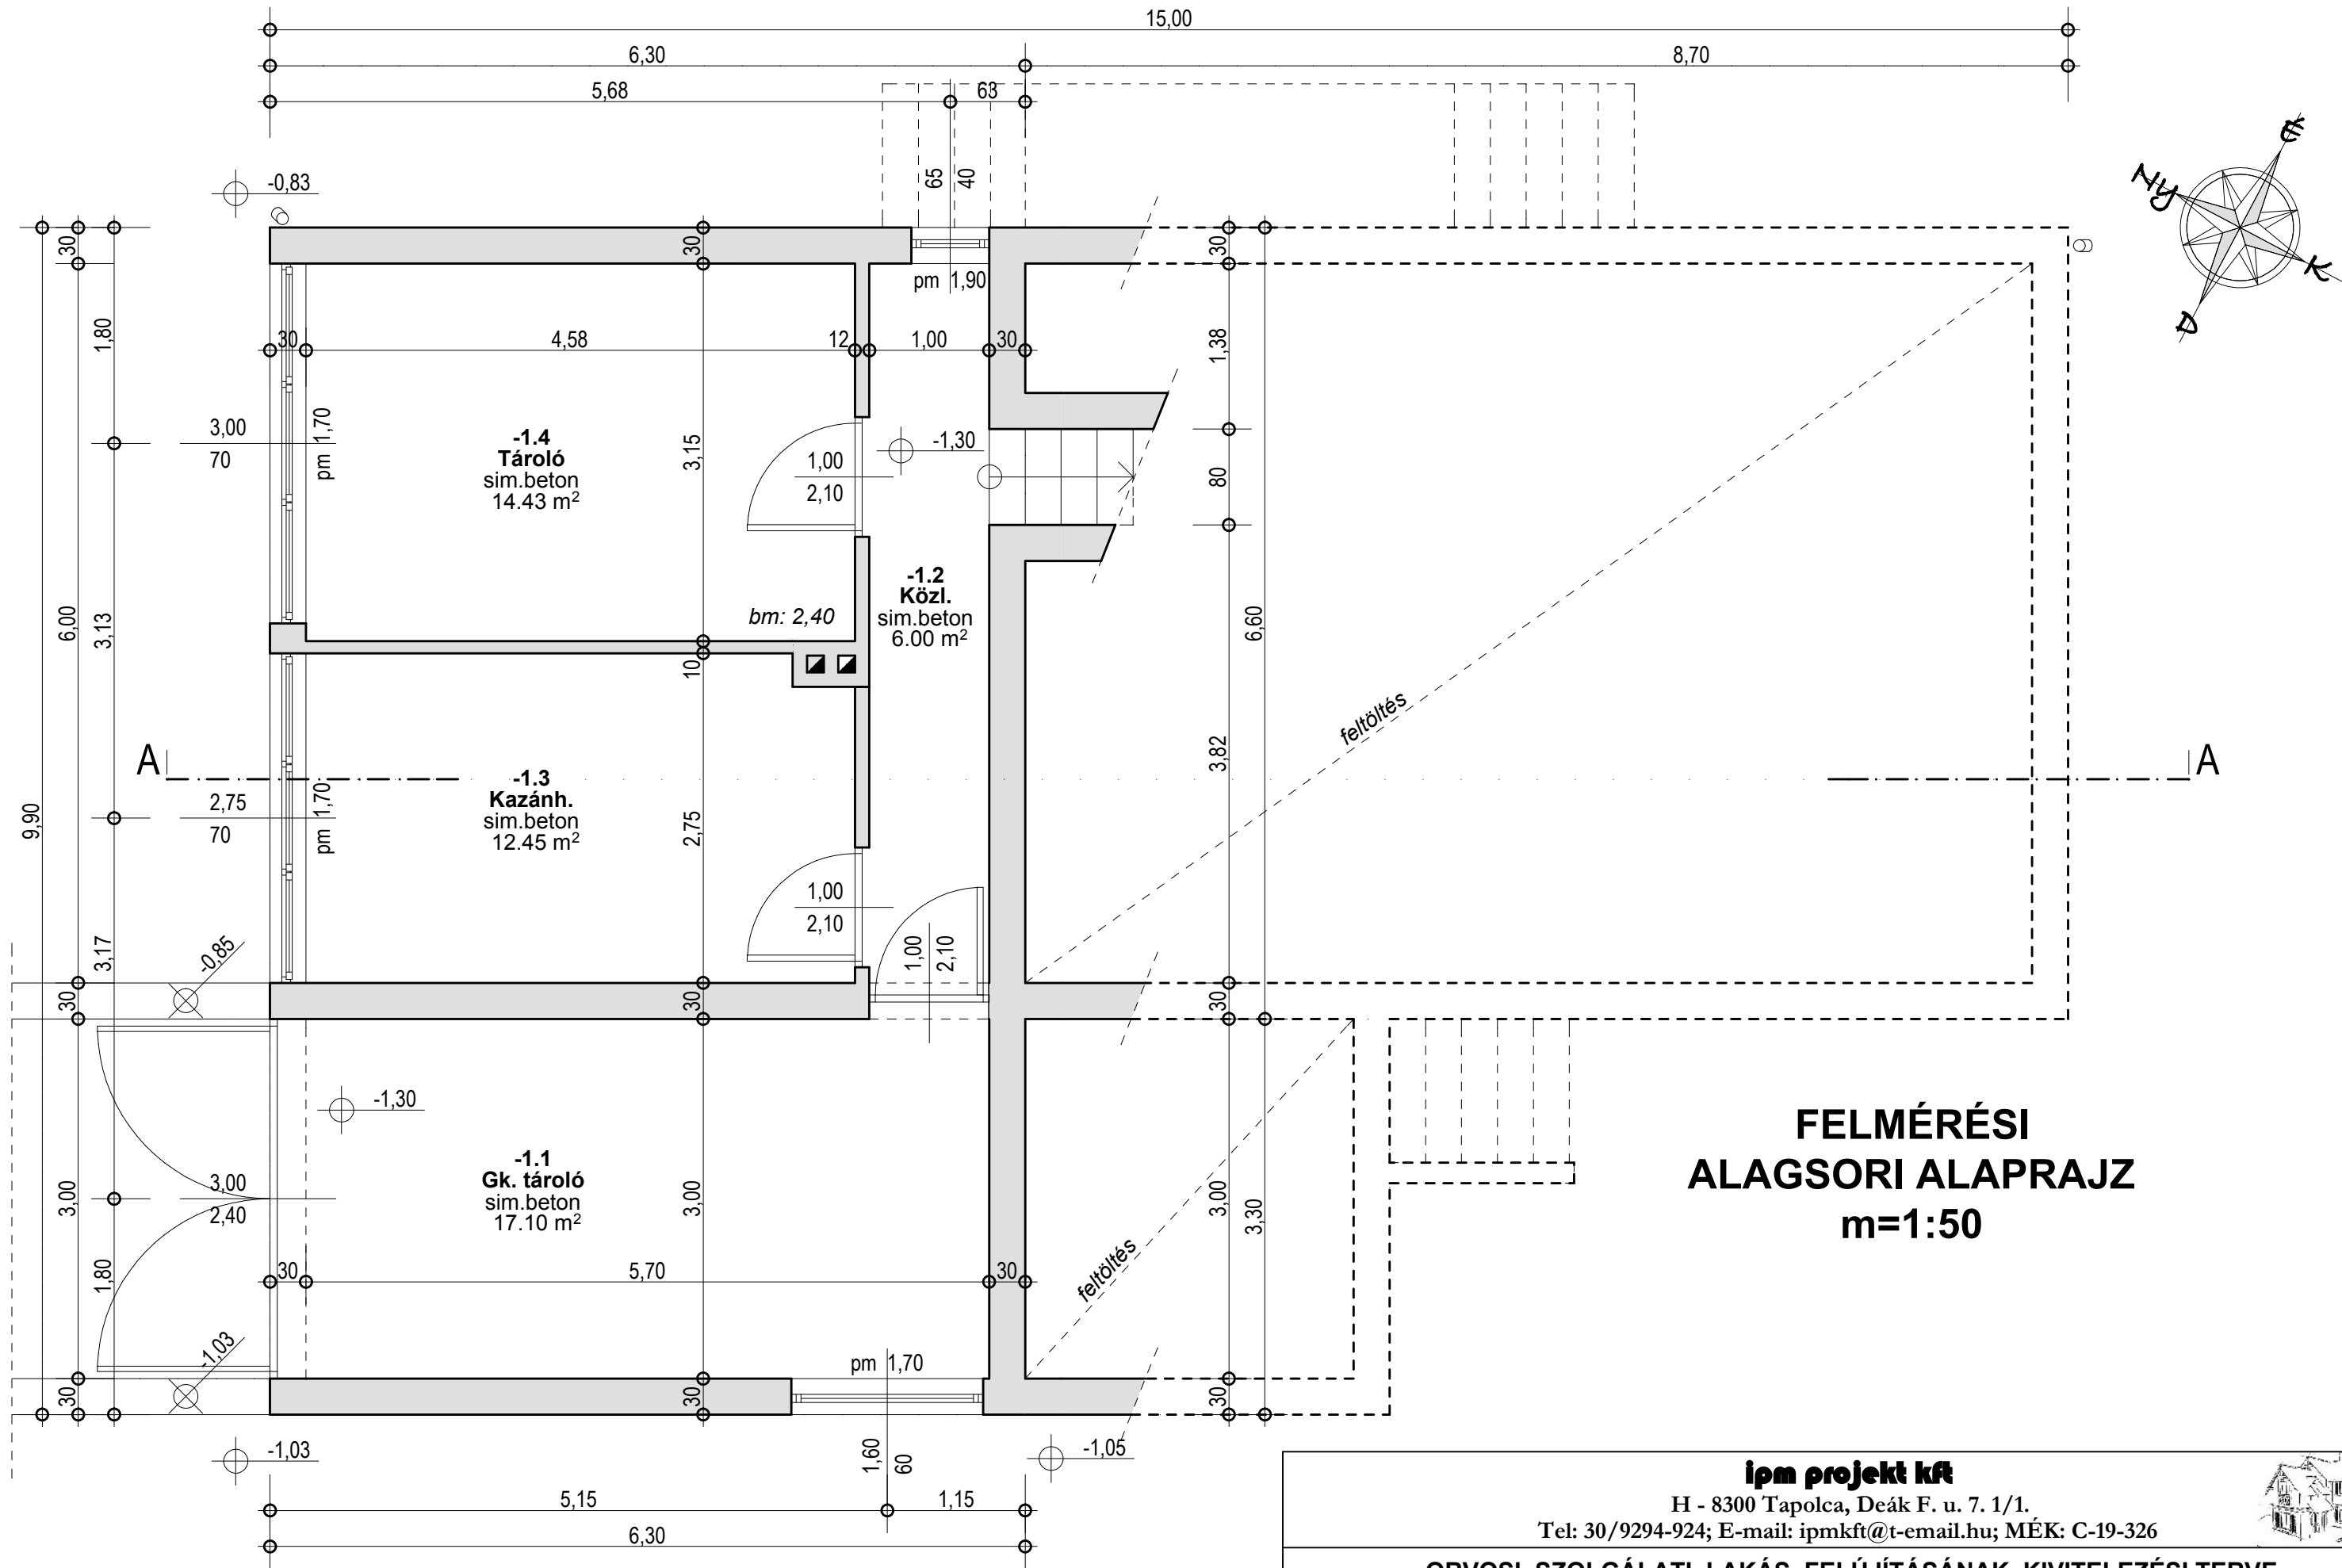 15,00
6,30
8,70
5,68
63
65
40
-0,83
É
NY
K
D
30
30
30
pm 1,90
1,80
30
4,58
12
1,00
30
1,38
3,00
70
pm 1,70
-1.4
Tároló
sim.beton
14.43 m²
3,15
1,00
2,10
-1,30
80
-1.2
Közl.
sim.beton
6.00 m²
bm: 2,40
6,00
3,13
6,60
10
feltöltés
A
A
3,82
9,90
2,75
70
pm 1,70
-1.3
Kazánh.
sim.beton
12.45 m²
2,75
1,00
2,10
1,00
2,10
3,17
-0,85
30
30
30
-1,30
-1.1
Gk. tároló
sim.beton
17.10 m²
3,00
2,40
3,00
3,00
3,00
3,30
1,80
30
5,70
30
feltöltés
FELMÉRÉSI
ALAGSORI ALAPRAJZ
m=1:50
-1,03
pm 1,70
30
30
30
-1,03
1,60
60
-1,05
5,15
1,15
6,30
ipm projekt kft
H - 8300 Tapolca, Deák F. u. 7. 1/1.
Tel: 30/9294-924; E-mail: ipmkft@t-email.hu; MÉK: C-19-326
ORVOSI SZOLGÁLATI LAKÁS FELÚJÍTÁSÁNAK KIVITELEZÉSI TERVE